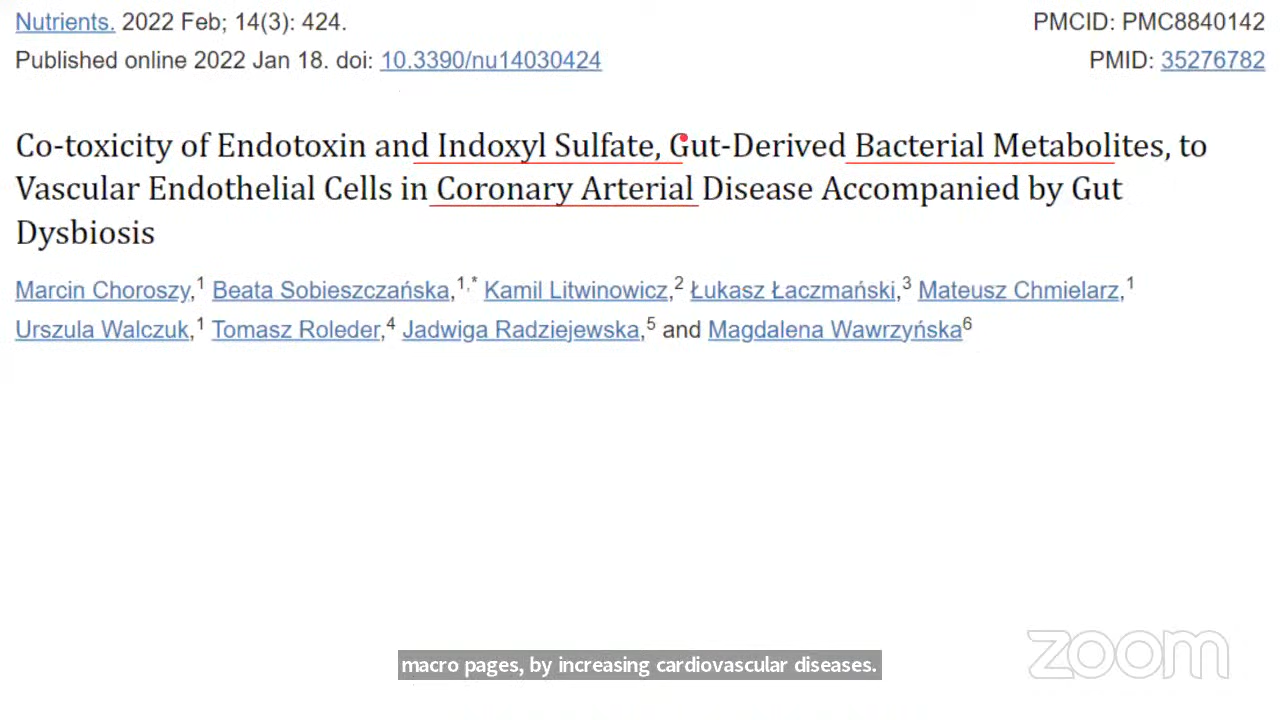 Nutrients. 2022 Feb; 14(3): 424.
PMCID: PMC8840142
Published online 2022 Jan 18. doi: 10.3390/nu14030424
PMID: 35276782
Co-toxicity of Endotoxin and Indoxyl Sulfate, Gut-Derived Bacterial Metabolites, to
Vascular Endothelial Cells in Coronary Arterial Disease Accompanied by Gut
Dysbiosis
Marcin Choroszy,1 Beata Sobieszczańska,1,* Kamil Litwinowicz,2 Łukasz Łaczmański,3 Mateusz Chmielarz,1
Urszula Walczuk,1 Tomasz Roleder,4 Jadwiga Radziejewska,5 and Magdalena Wawrzyńska6
macro pages, by increasing cardiovascular diseases.
zoom